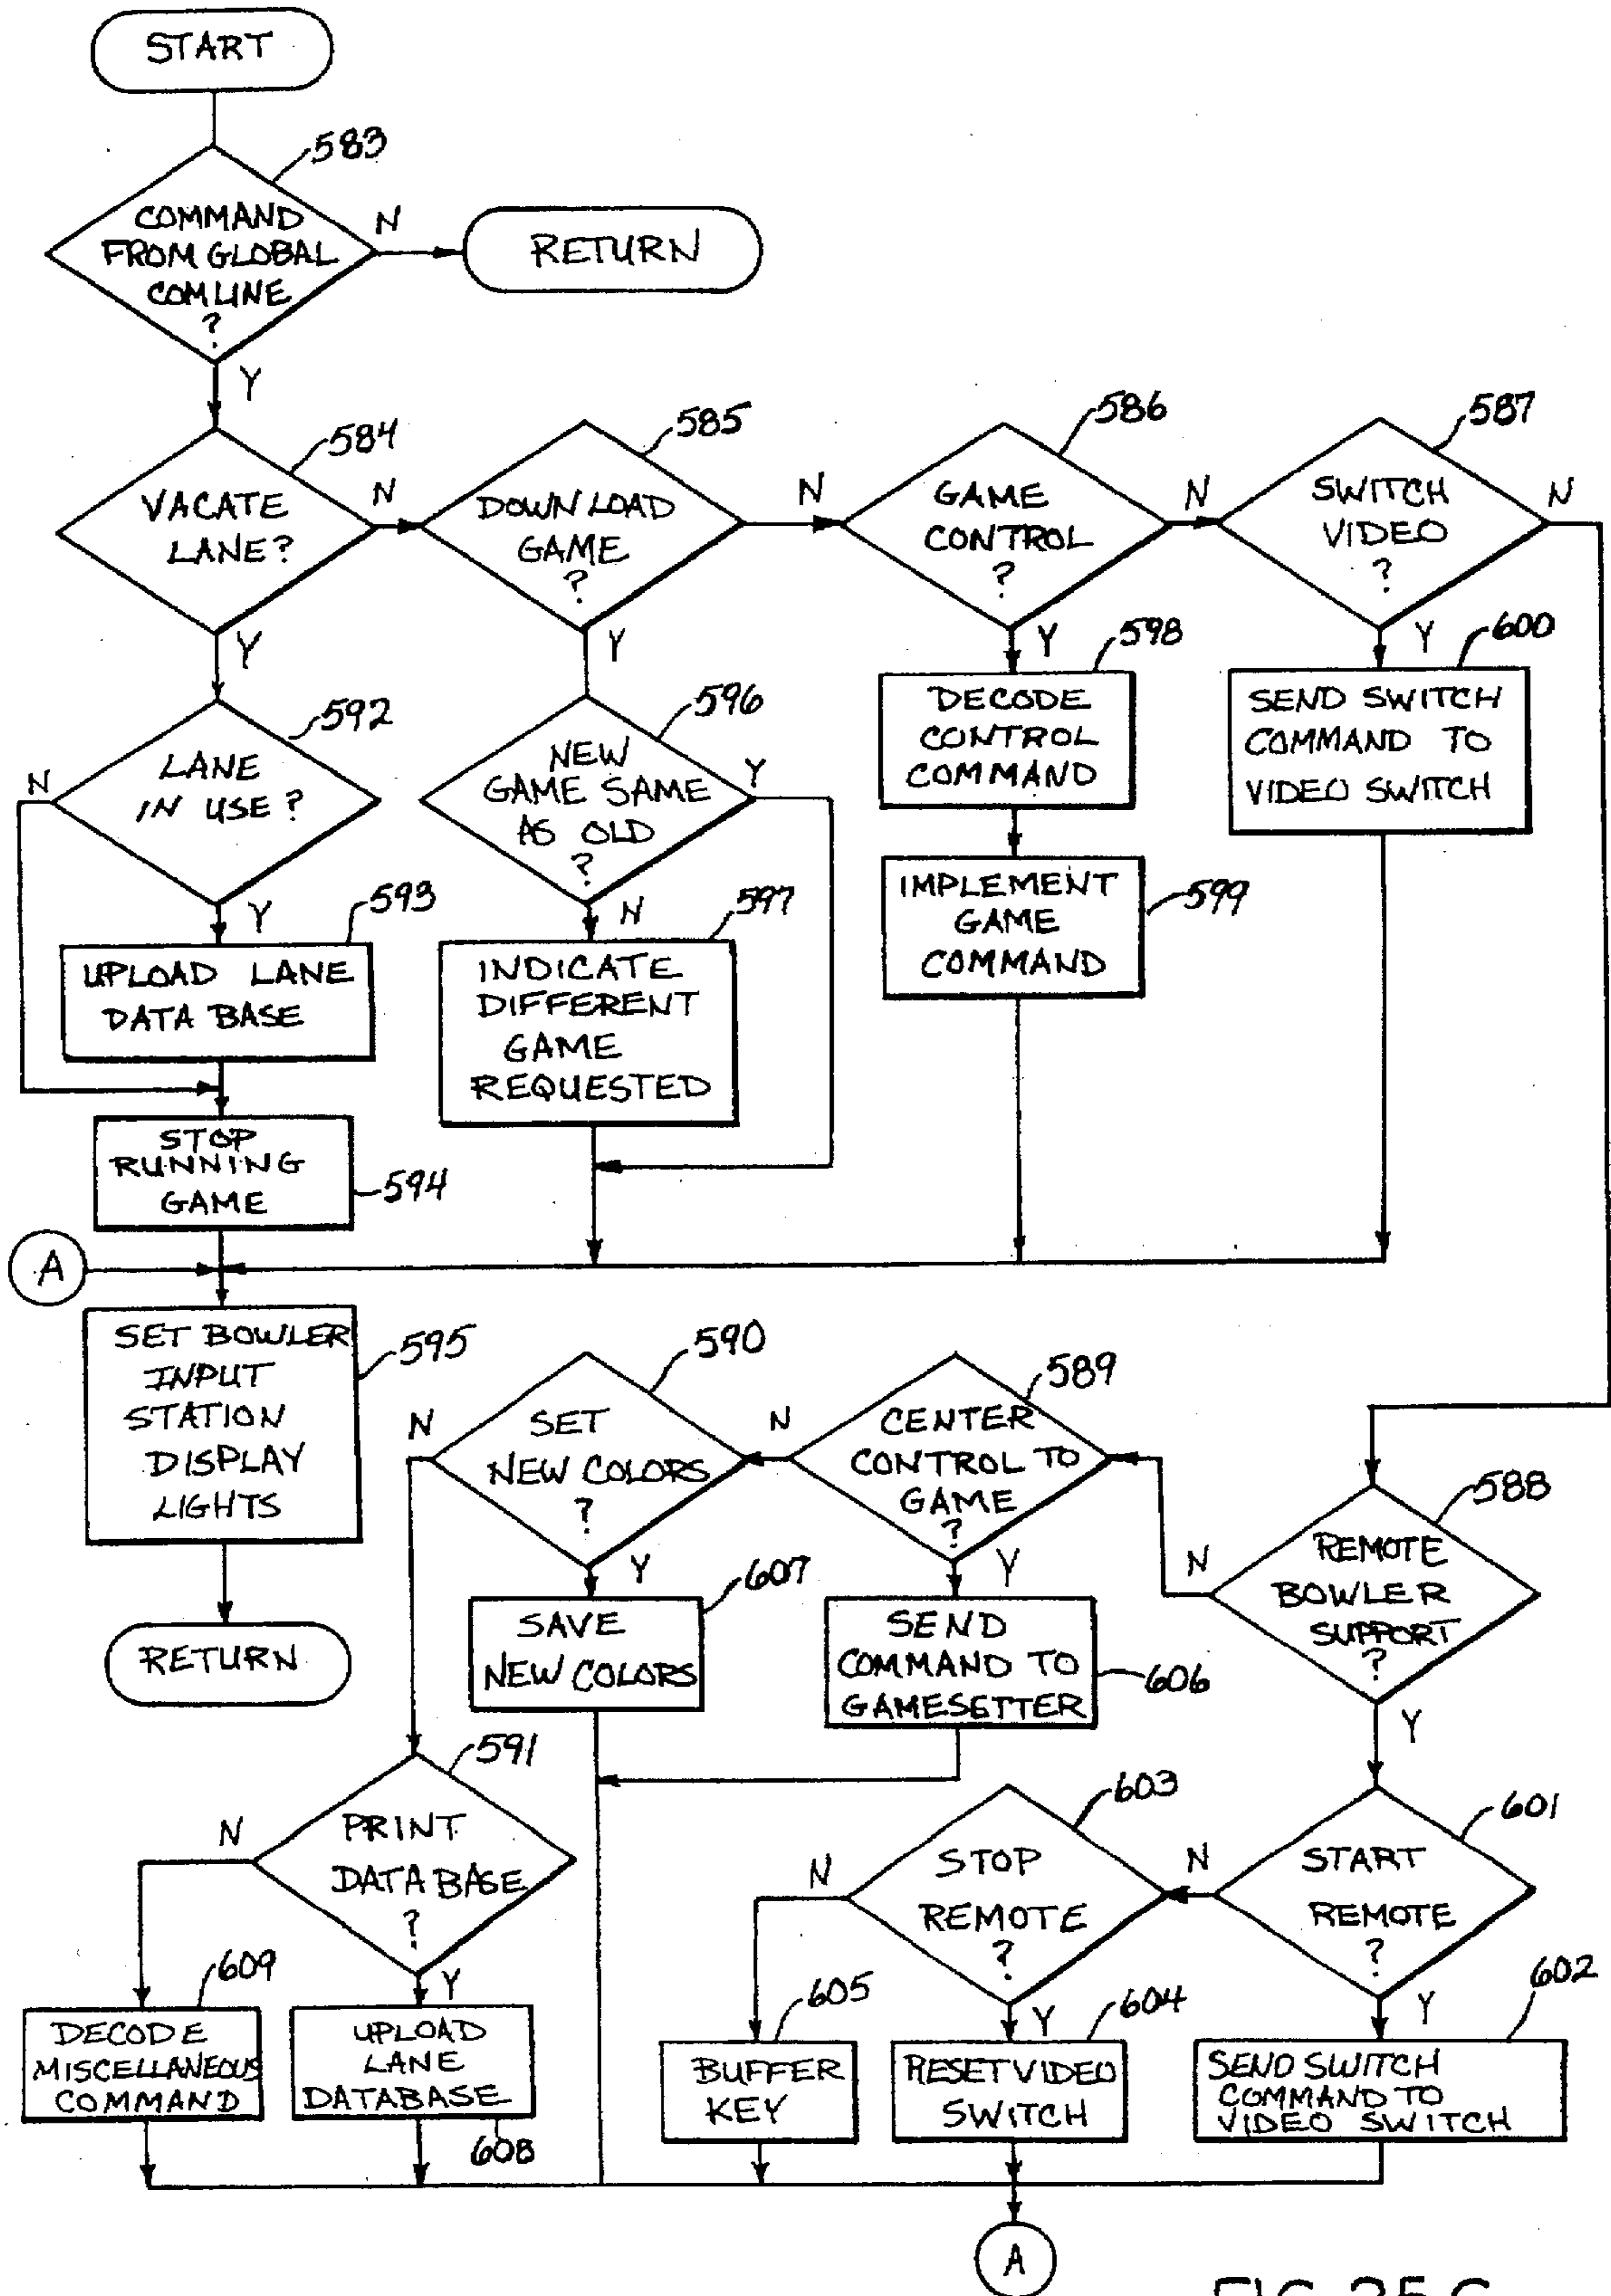 START
583
COMMAND
FROM GLOBAL
COMLINE
?
N
RETURN
Y
584
VACATE
LANE?
N
585
DOWNLOAD
GAME
?
N
586
GAME
CONTROL
?
N
587
SWITCH
VIDEO
?
N
Y
Y
Y
Y
592
LANE
IN USE?
N
596
NEW
GAME SAME
AS OLD
?
Y
598
DECODE
CONTROL
COMMAND
600
SEND SWITCH
COMMAND TO
VIDEO SWITCH
Y
593
UPLOAD LANE
DATA BASE
N
597
INDICATE
DIFFERENT
GAME
REQUESTED
IMPLEMENT
GAME
COMMAND
599
STOP
RUNNING
GAME
594
A
SET BOWLER
INPUT
STATION
DISPLAY
LIGHTS
595
RETURN
590
SET
NEW COLORS
?
N
589
CENTER
CONTROL TO
GAME
?
N
588
REMOTE
BOWLER
SUPPORT
?
N
Y
607
SAVE
NEW COLORS
Y
SEND
COMMAND TO
GAMESETTER
606
Y
591
PRINT
DATA BASE
?
N
603
STOP
REMOTE
?
N
601
START
REMOTE
?
N
609
DECODE
MISCELLANEOUS
COMMAND
Y
UPLOAD
LANE
DATABASE
608
605
BUFFER
KEY
Y
604
RESET VIDEO
SWITCH
Y
602
SEND SWITCH
COMMAND TO
VIDEO SWITCH
A
FIG. 35C